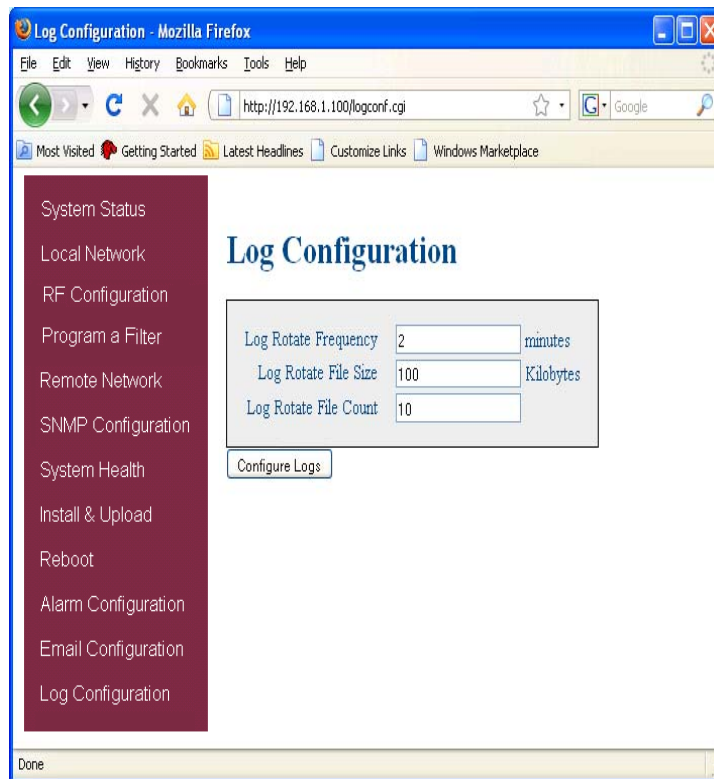 Log Configuration - Mozilla Firefox
File Edit View History Bookmarks Tools Help
http://192.168.1.100/logconf.cgi
G Google
Most Visited Getting Started Latest Headlines Customize Links Windows Marketplace
System Status
Local Network
RF Configuration
Program a Filter
Remote Network
SNMP Configuration
System Health
Install & Upload
Reboot
Alarm Configuration
Email Configuration
Log Configuration
Log Configuration
Log Rotate Frequency 2 minutes
Log Rotate File Size 100 Kilobytes
Log Rotate File Count 10
Configure Logs
Done